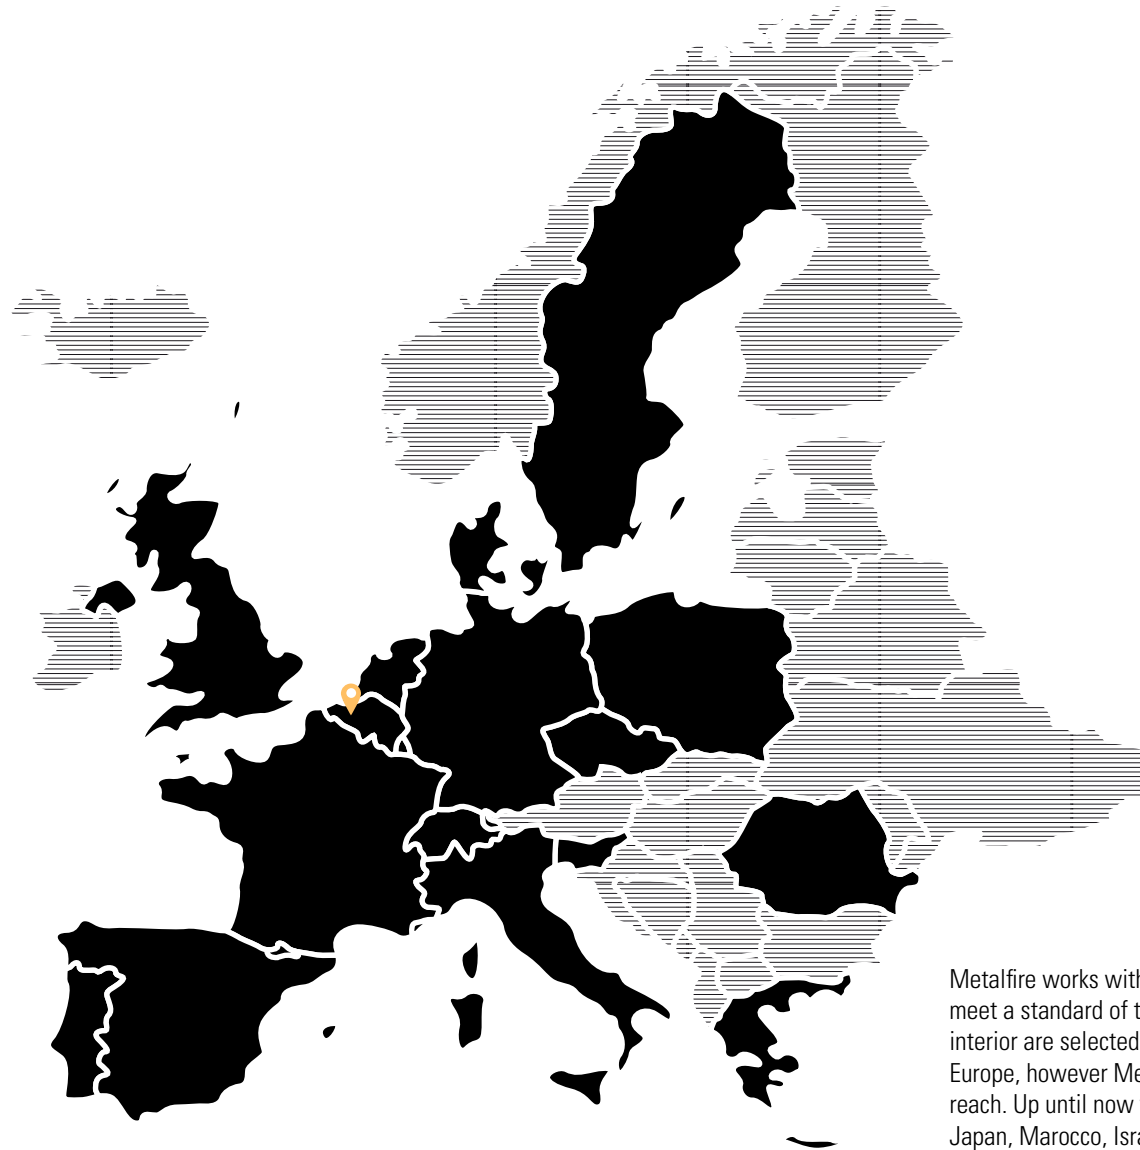 Metalfire works with
meet a standard of t
interior are selected
Europe, however Me
reach. Up until now
Japan, Marocco, Isra